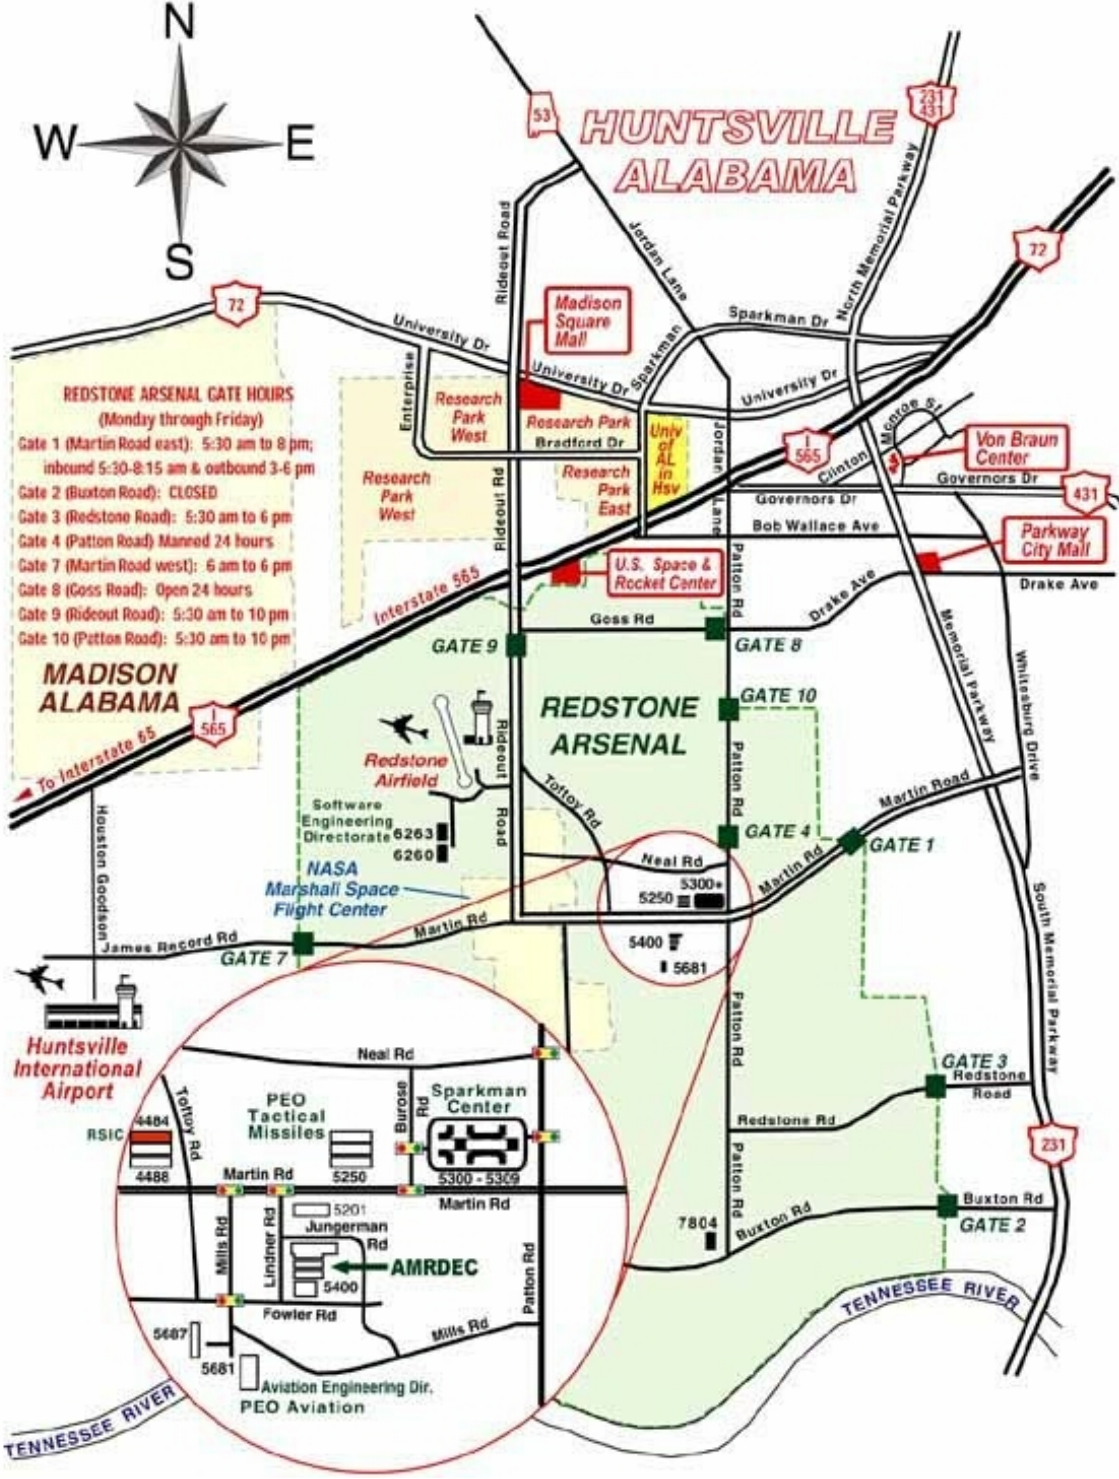 N
W
E
S
53
HUNTSVILLE
ALABAMA
231
431
72
72
Rideout Road
Jordan Lane
North Memorial Parkway
Madison
Square
Mall
Sparkman Dr
University Dr
University Dr
Sparkman
University Dr
Enterprise
REDSTONE ARSENAL GATE HOURS
(Monday through Friday)
Gate 1 (Martin Road east): 5:30 am to 8 pm;
inbound 5:30-8:15 am & outbound 3-6 pm
Gate 2 (Buxton Road): CLOSED
Gate 3 (Redstone Road): 5:30 am to 6 pm
Gate 4 (Patton Road) Manned 24 hours
Gate 7 (Martin Road west): 6 am to 6 pm
Gate 8 (Goss Road): Open 24 hours
Gate 9 (Rideout Road): 5:30 am to 10 pm
Gate 10 (Patton Road): 5:30 am to 10 pm
Research
Park
West
Research Park
Bradford Dr
Univ
of
AL
in
Hsv
Research
Park
West
Research
Park
East
Jordan
Lane
I
565
Clinton
Monroe St
Von Braun
Center
Governors Dr
Governors Dr
431
Bob Wallace Ave
Parkway
City Mall
Rideout Rd
Interstate 565
U.S. Space &
Rocket Center
Patton Rd
Drake Ave
Drake Ave
Goss Rd
GATE 9
GATE 8
MADISON
ALABAMA
I
565
To Interstate 65
GATE 10
REDSTONE
ARSENAL
Memorial Parkway
Whitesburg Drive
Redstone
Airfield
Rideout
Road
Toftoy Rd
Patton Rd
Martin Road
Houston Goodson
Software
Engineering
Directorate
6263
6260
GATE 4
GATE 1
Neal Rd
Martin Rd
NASA
Marshall Space
Flight Center
5300+
5250
Martin Rd
James Record Rd
GATE 7
5400
5681
South Memorial Parkway
Huntsville
International
Airport
Patton Rd
GATE 3
Redstone
Road
Redstone Rd
231
Patton Rd
Buxton Rd
Buxton Rd
GATE 2
7804
TENNESSEE RIVER
Neal Rd
Toftoy Rd
PEO
Tactical
Missiles
Burose
Rd
Sparkman
Center
RSIC
4484
4488
5250
5300 - 5309
Martin Rd
Martin Rd
Mills Rd
Lindner Rd
5201
Jungerman
Rd
AMRDEC
5400
Patton Rd
Fowler Rd
Mills Rd
5687
5681
Aviation Engineering Dir.
PEO Aviation
TENNESSEE RIVER